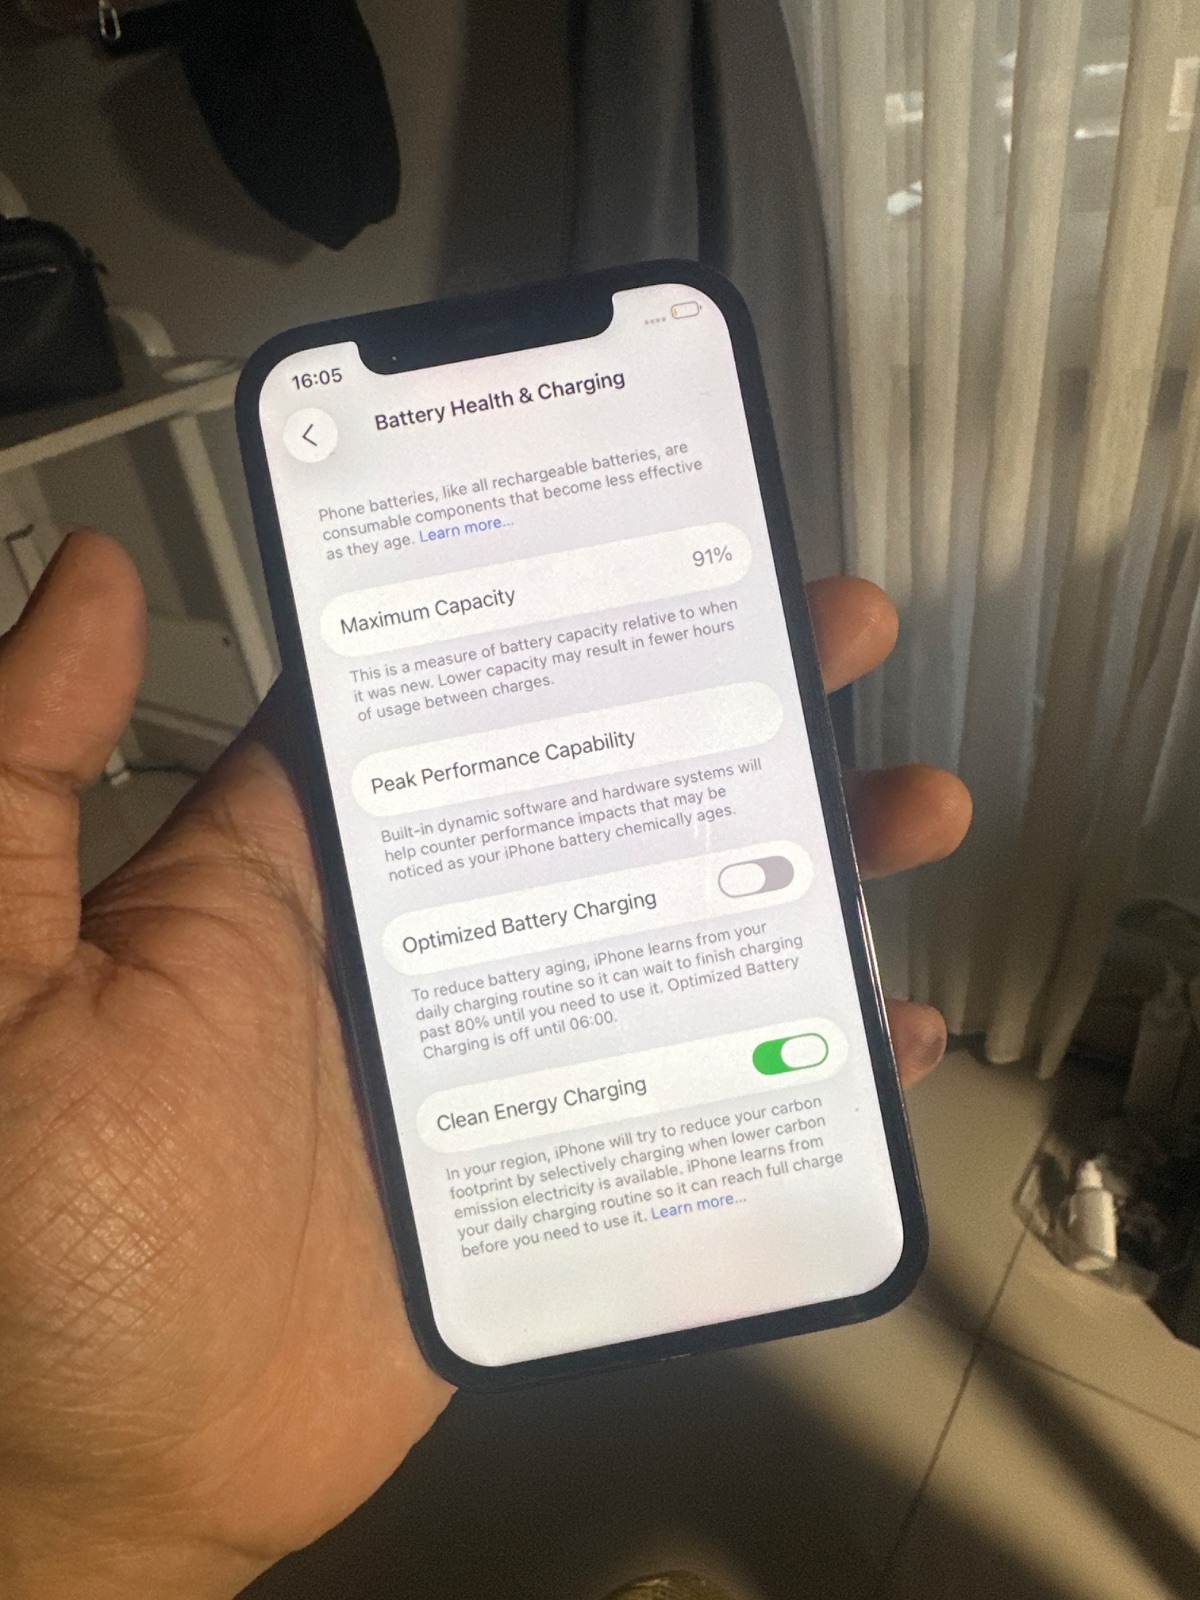 16:05
Battery Health & Charging
Phone batteries, like all rechargeable batteries, are
consumable components that become less effective
as they age. Learn more...
Maximum Capacity
91%
This is a measure of battery capacity relative to when
it was new. Lower capacity may result in fewer hours
of usage between charges.
Peak Performance Capability
Built-in dynamic software and hardware systems will
help counter performance impacts that may be
noticed as your iPhone battery chemically ages.
Optimized Battery Charging
To reduce battery aging, iPhone learns from your
daily charging routine so it can wait to finish charging
past 80% until you need to use it. Optimized Battery
Charging is off until 06:00.
Clean Energy Charging
In your region, iPhone will try to reduce your carbon
footprint by selectively charging when lower carbon
emission electricity is available. iPhone learns from
your daily charging routine so it can reach full charge
before you need to use it. Learn more...